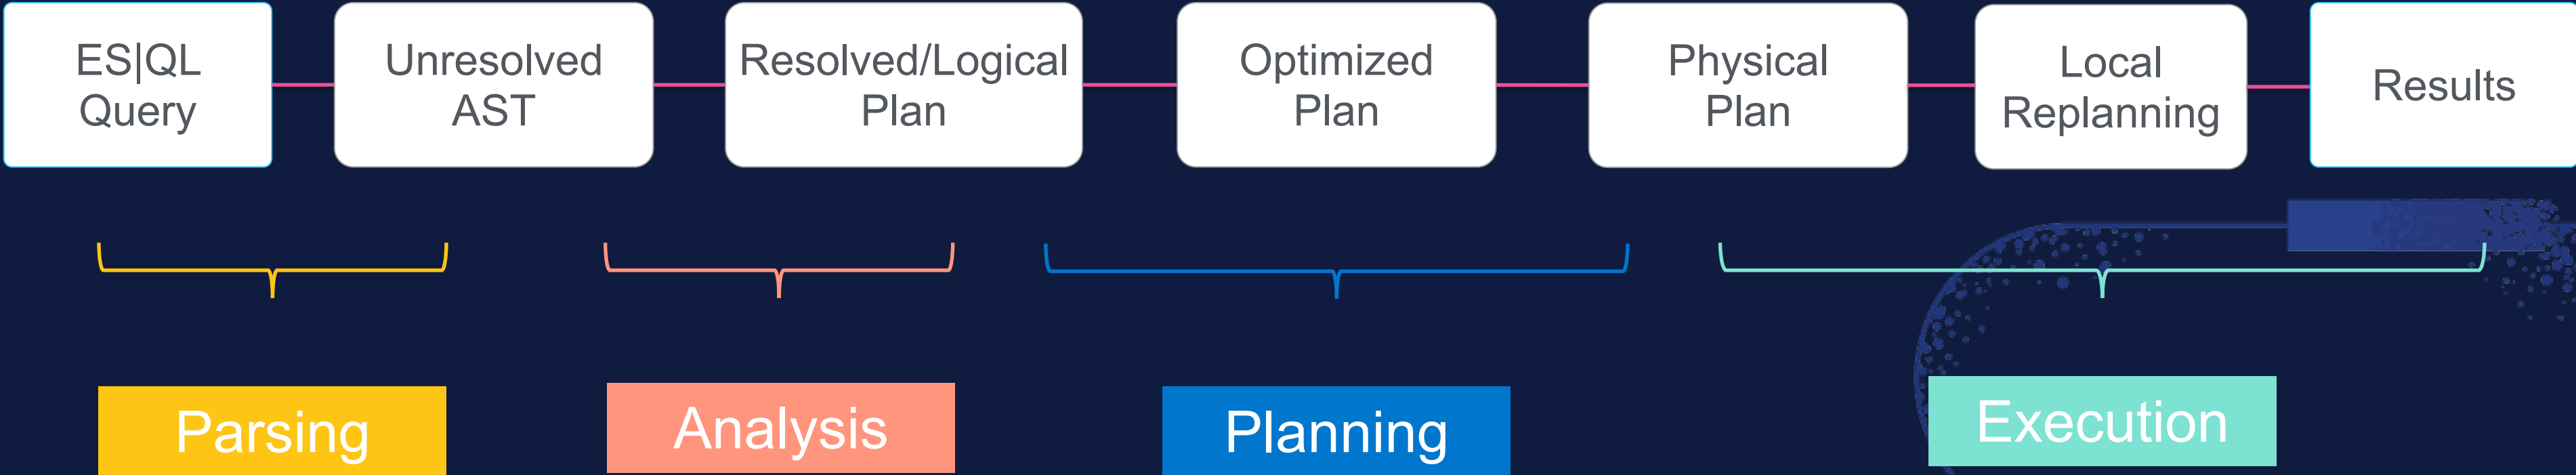 ES|QL
Query
Unresolved
AST
Resolved/Logical
Plan
Optimized
Plan
Physical
Plan
Local
Replanning
Results
Parsing
Analysis
Planning
Execution